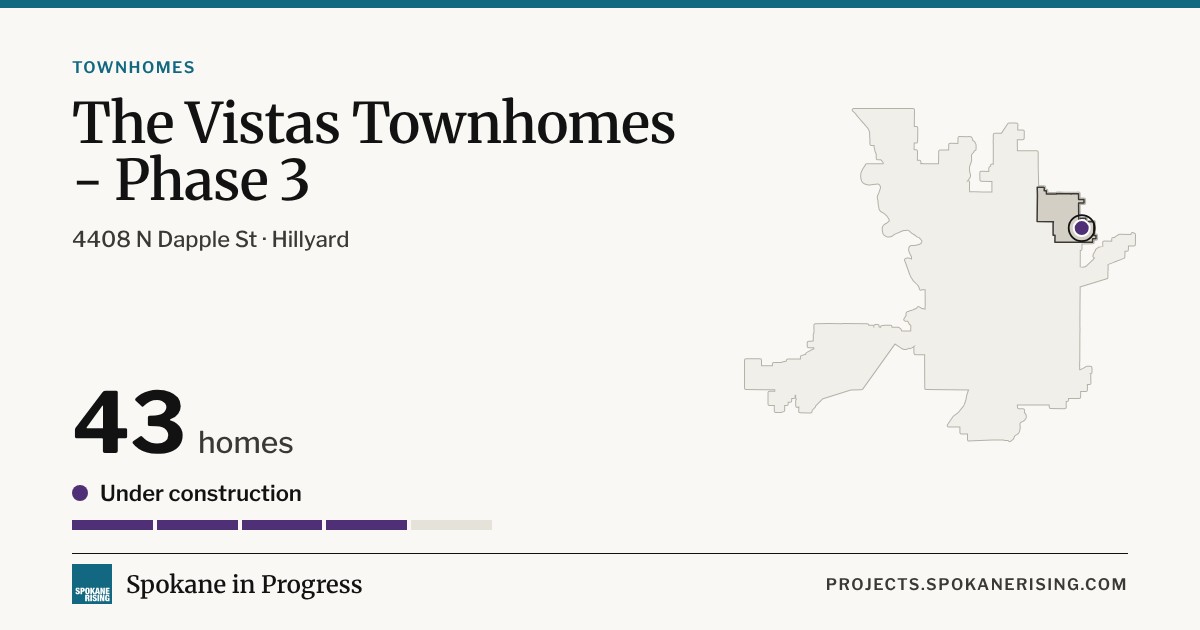 TOWNHOMES
The Vistas Townhomes
- Phase 3
4408 N Dapple St · Hillyard
43 homes
Under construction
SPOKANE
RISING
Spokane in Progress
PROJECTS.SPOKANERISING.COM